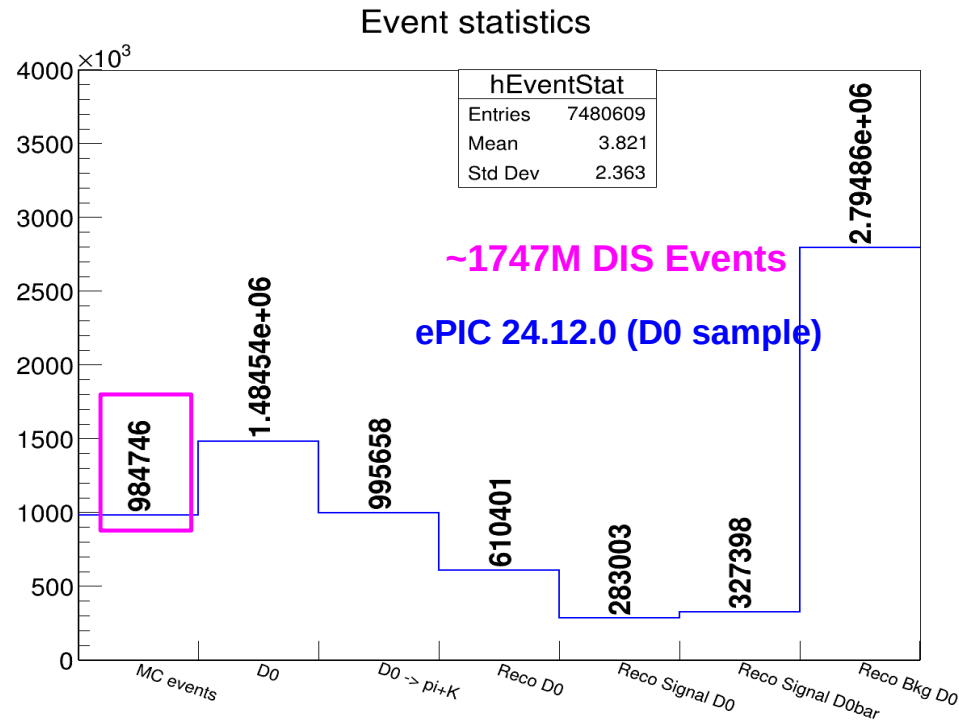 Event statistics
×10³
4000
3500
3000
2500
2000
1500
1000
500
0
hEventStat
Entries 7480609
Mean 3.821
Std Dev 2.363
~1747M DIS Events
ePIC 24.12.0 (D0 sample)
984746
1.48454e+06
995658
610401
283003
327398
2.79486e+06
MC events
D0
D0 -> pi+K
Reco D0
Reco Signal D0
Reco Signal D0bar
Reco Bkg D0